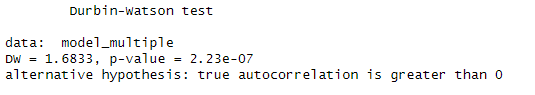 Durbin-Watson test
data: model_multiple
DW = 1.6833, p-value = 2.23e-07
alternative hypothesis: true autocorrelation is greater than 0